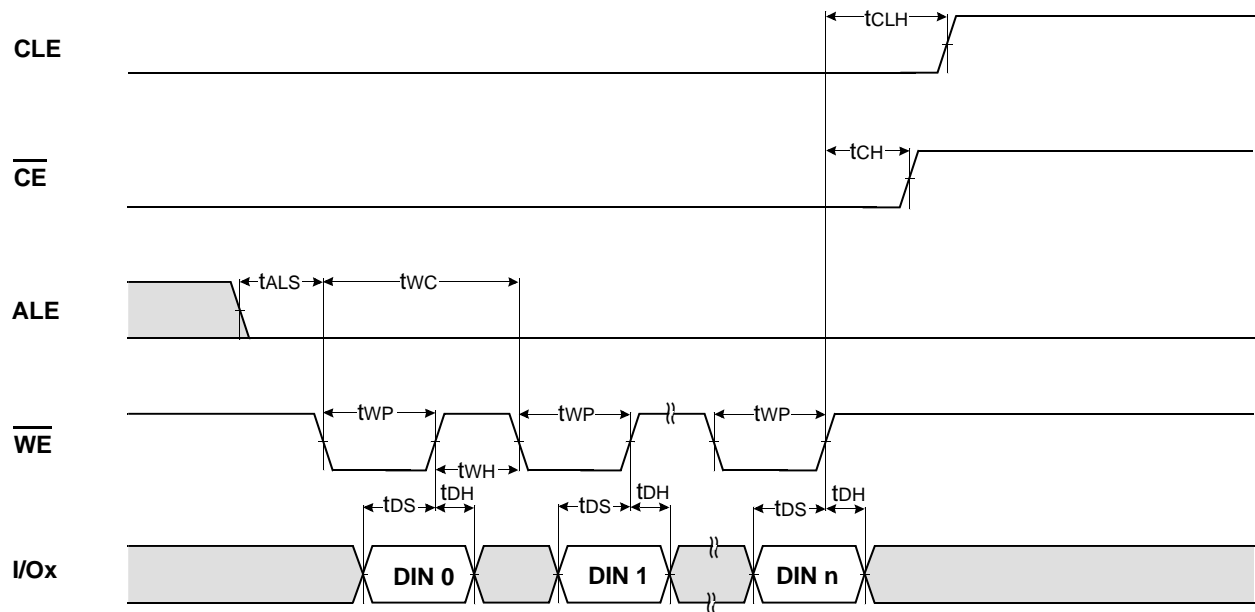 tCLH
CLE
tCH
CE
tALS
tWC
ALE
tWP
tWP
tWP
WE
tWH
tDS
tDH
tDS
tDH
tDS
tDH
I/Ox
DIN 0
DIN 1
DIN n